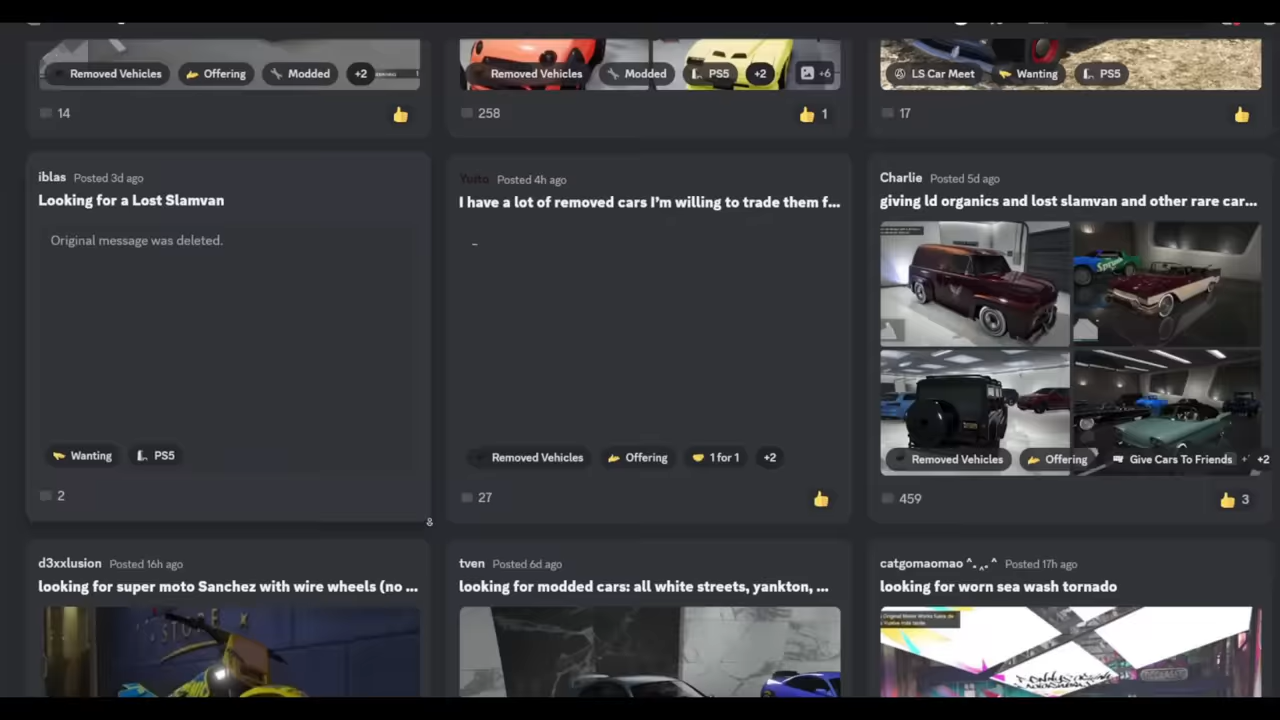 Removed Vehicles Offering Modded +2
Removed Vehicles Modded PS5 +2 +6
LS Car Meet Wanting PS5
14
258 1
17
iblas Posted 3d ago
Looking for a Lost Slamvan
Original message was deleted.
Wanting PS5
2
Yuito Posted 4h ago
I have a lot of removed cars I'm willing to trade them f...
-
Removed Vehicles Offering 1 for 1 +2
27
Charlie Posted 5d ago
giving ld organics and lost slamvan and other rare car...
Removed Vehicles Offering Give Cars To Friends +2
459 3
d3xxlusion Posted 16h ago
looking for super moto Sanchez with wire wheels (no ...
tven Posted 6d ago
looking for modded cars: all white streets, yankton, ...
catgomaomao ^. .^ Posted 17h ago
looking for worn sea wash tornado